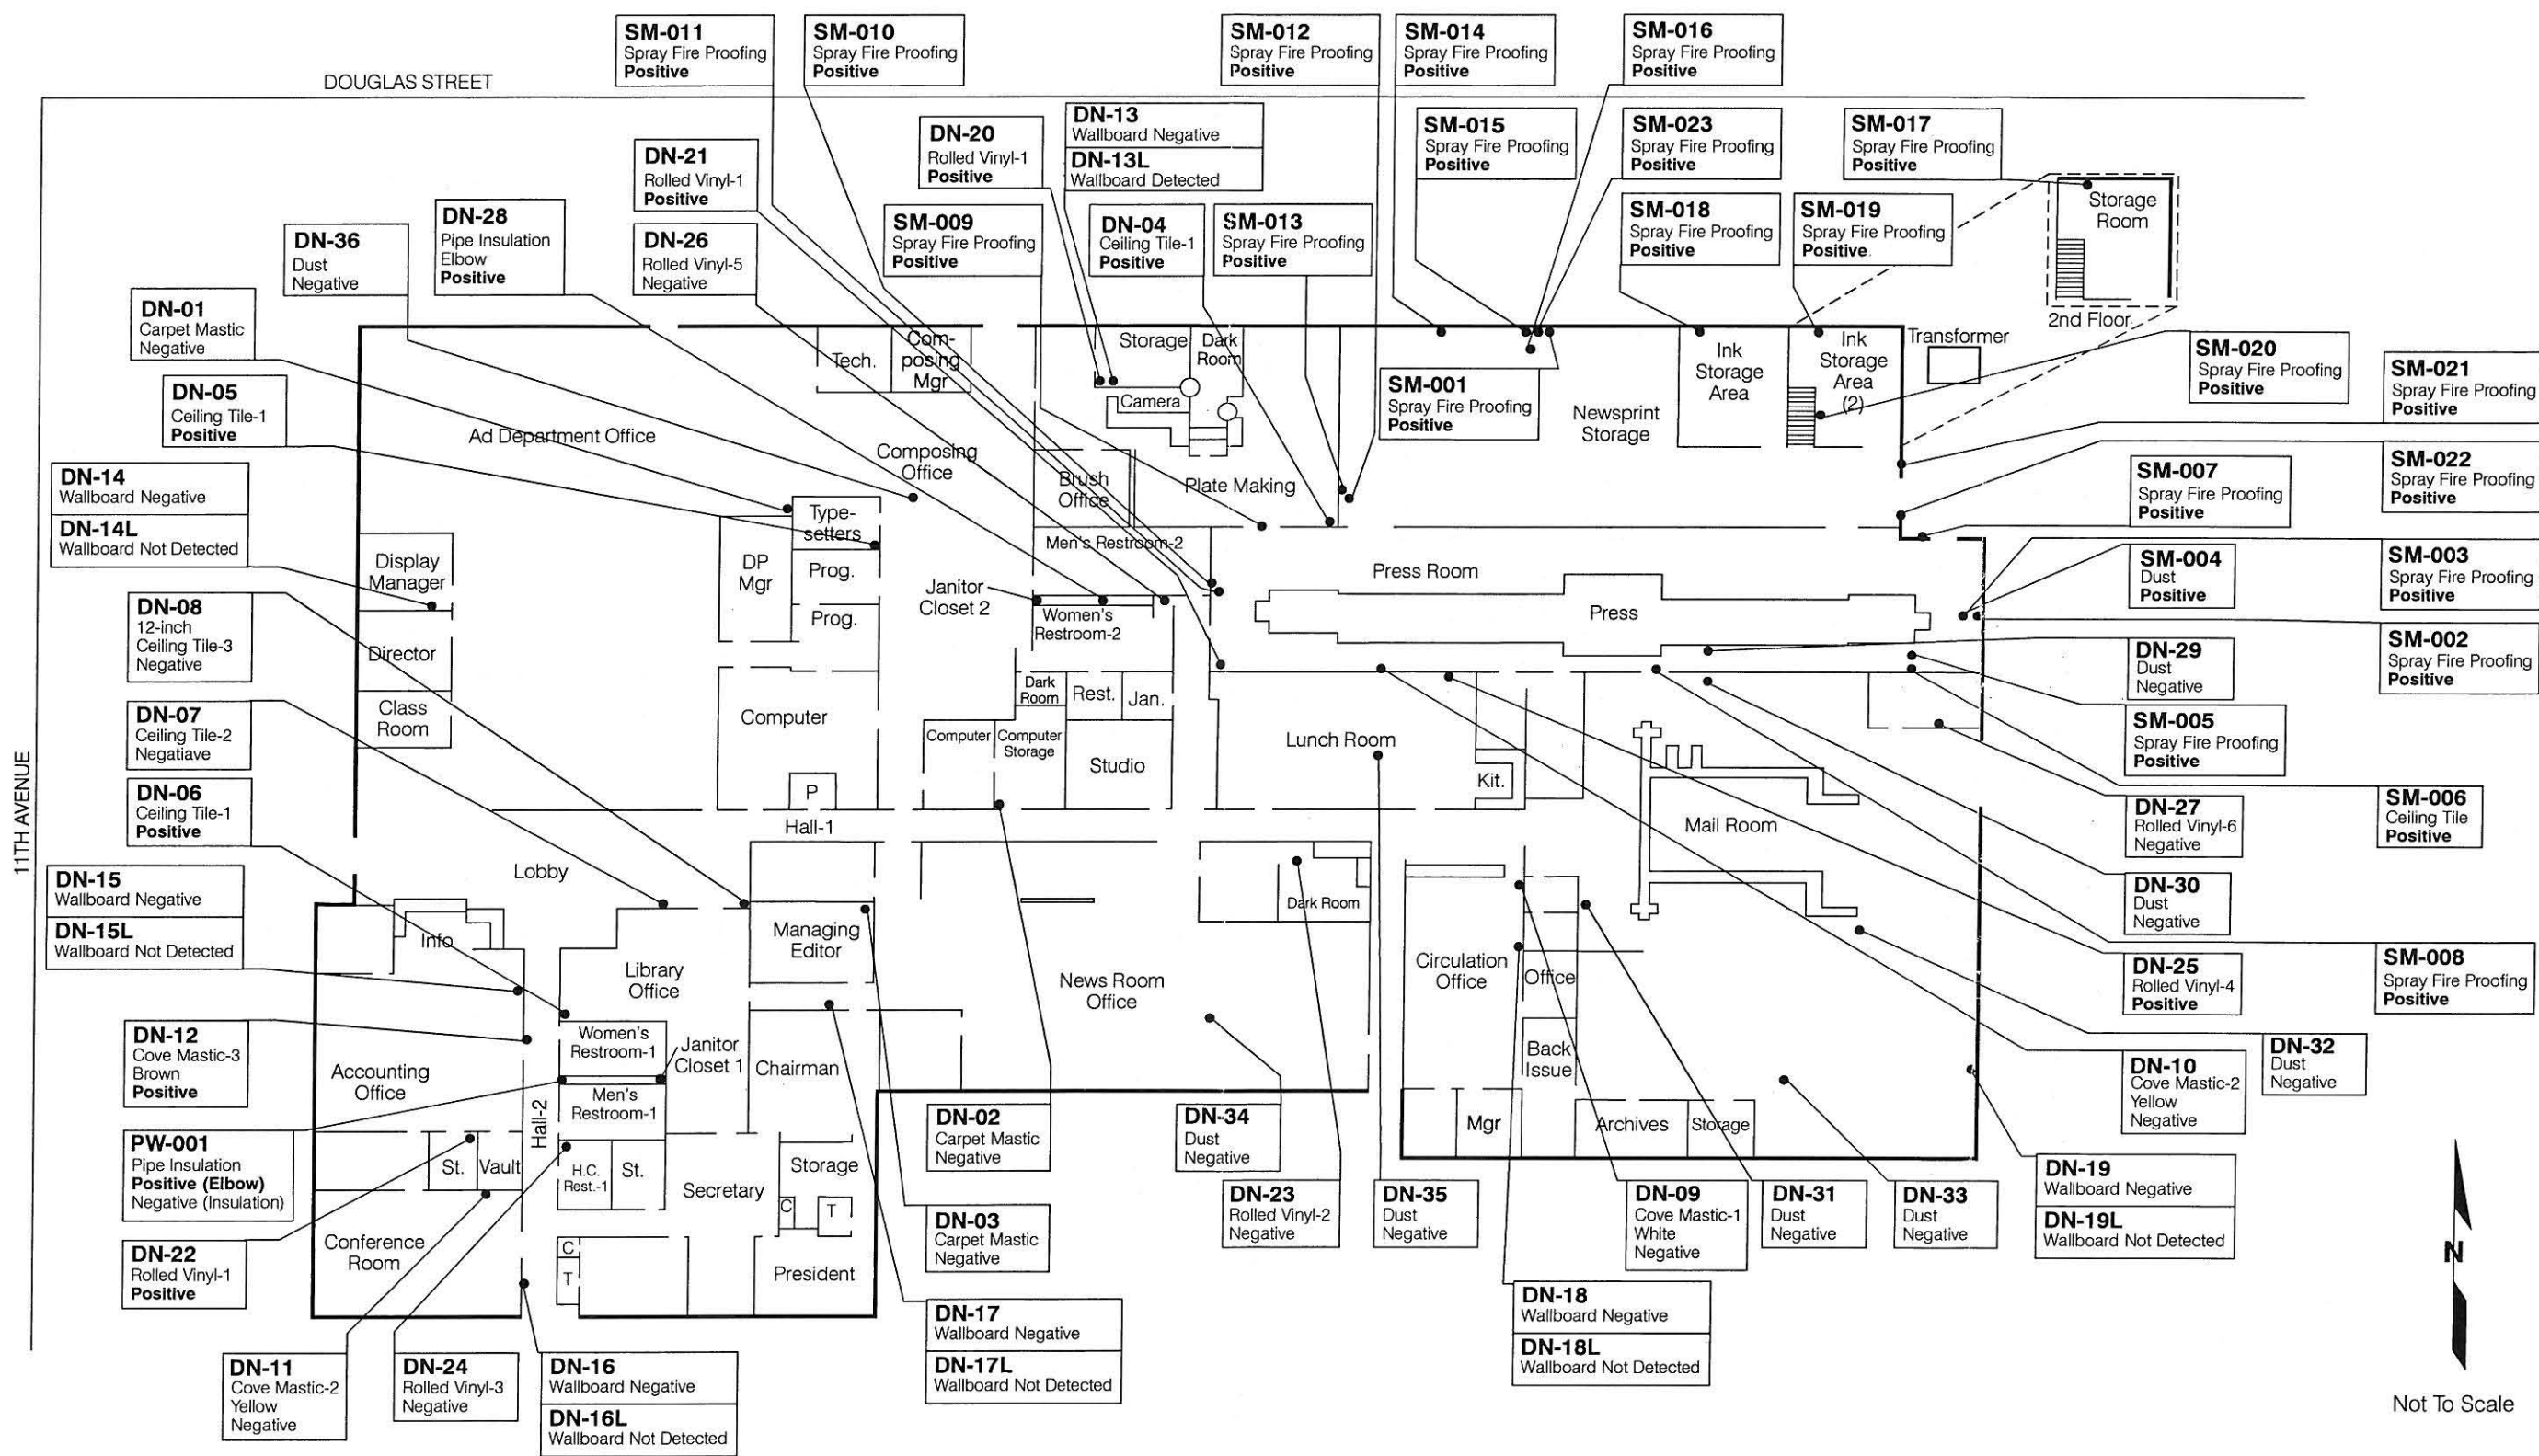 SM-011
Spray Fire Proofing
Positive
SM-010
Spray Fire Proofing
Positive
SM-012
Spray Fire Proofing
Positive
SM-014
Spray Fire Proofing
Positive
SM-016
Spray Fire Proofing
Positive
DOUGLAS STREET
DN-21
Rolled Vinyl-1
Positive
DN-20
Rolled Vinyl-1
Positive
DN-13
Wallboard Negative
DN-13L
Wallboard Detected
SM-015
Spray Fire Proofing
Positive
SM-023
Spray Fire Proofing
Positive
SM-017
Spray Fire Proofing
Positive
DN-36
Dust
Negative
DN-28
Pipe Insulation
Elbow
Positive
DN-26
Rolled Vinyl-5
Negative
SM-009
Spray Fire Proofing
Positive
DN-04
Ceiling Tile-1
Positive
SM-013
Spray Fire Proofing
Positive
SM-018
Spray Fire Proofing
Positive
SM-019
Spray Fire Proofing
Positive
Storage
Room
2nd Floor
DN-01
Carpet Mastic
Negative
DN-05
Ceiling Tile-1
Positive
DN-14
Wallboard Negative
DN-14L
Wallboard Not Detected
DN-08
12-inch
Ceiling Tile-3
Negative
DN-07
Ceiling Tile-2
Negatiave
DN-06
Ceiling Tile-1
Positive
DN-15
Wallboard Negative
DN-15L
Wallboard Not Detected
DN-12
Cove Mastic-3
Brown
Positive
PW-001
Pipe Insulation
Positive (Elbow)
Negative (Insulation)
DN-22
Rolled Vinyl-1
Positive
11TH AVENUE
Tech.
Com-
posing
Mgr
Storage
Dark
Room
Camera
SM-001
Spray Fire Proofing
Positive
Newsprint
Storage
Ink
Storage
Area
Ink
Storage
Area
(2)
Transformer
SM-020
Spray Fire Proofing
Positive
SM-021
Spray Fire Proofing
Positive
SM-022
Spray Fire Proofing
Positive
SM-007
Spray Fire Proofing
Positive
SM-004
Dust
Positive
SM-003
Spray Fire Proofing
Positive
SM-002
Spray Fire Proofing
Positive
DN-29
Dust
Negative
SM-005
Spray Fire Proofing
Positive
SM-006
Ceiling Tile
Positive
DN-27
Rolled Vinyl-6
Negative
DN-30
Dust
Negative
SM-008
Spray Fire Proofing
Positive
DN-25
Rolled Vinyl-4
Positive
DN-32
Dust
Negative
DN-10
Cove Mastic-2
Yellow
Negative
DN-19
Wallboard Negative
DN-19L
Wallboard Not Detected
Ad Department Office
Composing
Office
Brush
Office
Plate Making
Type-
setters
DP
Mgr
Prog.
Prog.
Men's Restroom-2
Janitor
Closet 2
Women's
Restroom-2
Press Room
Press
Display
Manager
Director
Class
Room
Computer
P
Dark
Room
Rest.
Jan.
Computer
Computer
Storage
Studio
Lunch Room
Kit.
Mail Room
Hall-1
Lobby
Info
Library
Office
Managing
Editor
News Room
Office
Dark Room
Circulation
Office
Office
Back
Issue
Mgr
Archives
Storage
Women's
Restroom-1
Janitor
Closet 1
Men's
Restroom-1
Chairman
Accounting
Office
Hall-2
St.
Vault
H.C.
Rest.-1
St.
Secretary
Storage
C
T
President
Conference
Room
C
T
DN-02
Carpet Mastic
Negative
DN-34
Dust
Negative
DN-03
Carpet Mastic
Negative
DN-23
Rolled Vinyl-2
Negative
DN-35
Dust
Negative
DN-09
Cove Mastic-1
White
Negative
DN-31
Dust
Negative
DN-33
Dust
Negative
DN-11
Cove Mastic-2
Yellow
Negative
DN-24
Rolled Vinyl-3
Negative
DN-16
Wallboard Negative
DN-16L
Wallboard Not Detected
DN-17
Wallboard Negative
DN-17L
Wallboard Not Detected
DN-18
Wallboard Negative
DN-18L
Wallboard Not Detected
N
Not To Scale